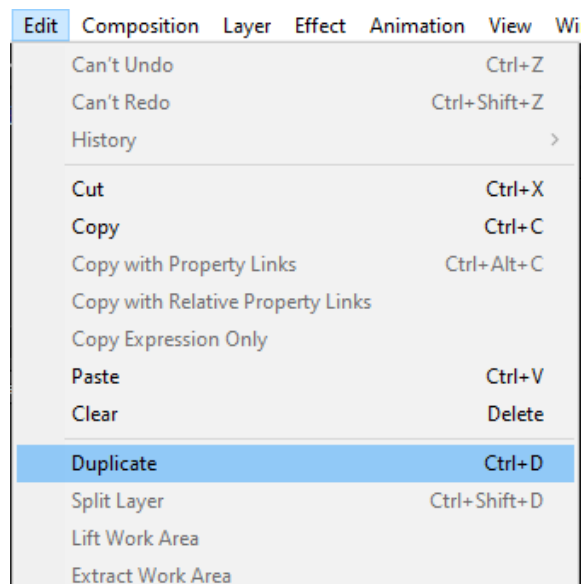 Edit Composition Layer Effect Animation View Wi
Can't Undo Ctrl+Z
Can't Redo Ctrl+Shift+Z
History
Cut Ctrl+X
Copy Ctrl+C
Copy with Property Links Ctrl+Alt+C
Copy with Relative Property Links
Copy Expression Only
Paste Ctrl+V
Clear Delete
Duplicate Ctrl+D
Split Layer Ctrl+Shift+D
Lift Work Area
Extract Work Area